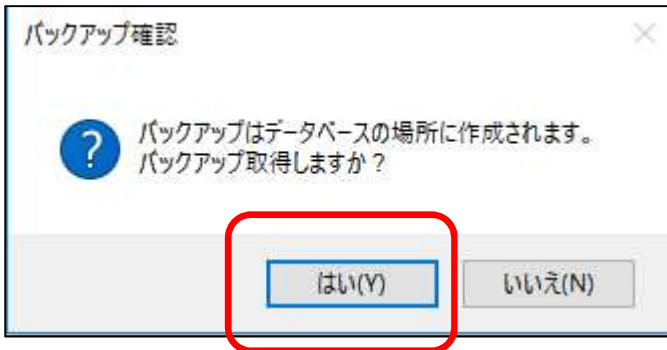 バックアップ確認
バックアップはデータベースの場所に作成されます。
バックアップ取得しますか？
はい(Y)
いいえ(N)